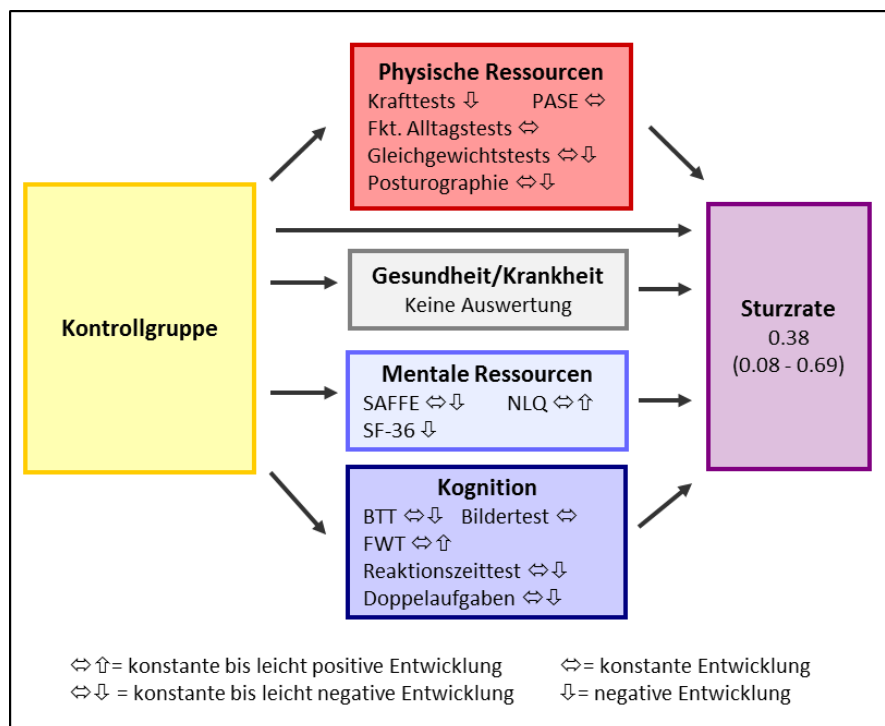 Physische Ressourcen
Krafttests ⇩ PASE ⬄
Fkt. Alltagstests ⬄
Gleichgewichtstests ⬄⇩
Posturographie ⬄⇩
Kontrollgruppe
Gesundheit/Krankheit
Keine Auswertung
Mentale Ressourcen
SAFFE ⬄⇩ NLQ ⬄⇧
SF-36 ⇩
Kognition
BTT ⬄⇩ Bildertest ⬄
FWT ⬄⇧
Reaktionszeittest ⬄⇩
Doppelaufgaben ⬄⇩
Sturzrate
0.38
(0.08 - 0.69)
⬄⇧= konstante bis leicht positive Entwicklung ⬄= konstante Entwicklung
⬄⇩ = konstante bis leicht negative Entwicklung ⇩= negative Entwicklung